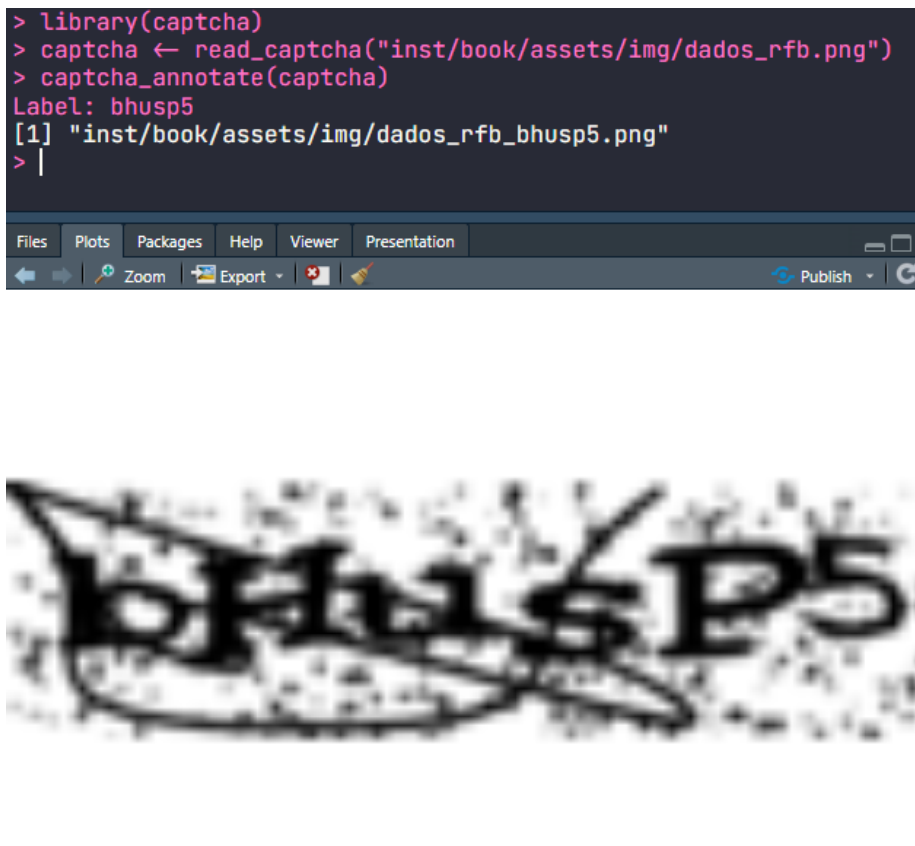 > library(captcha)
> captcha ← read_captcha("inst/book/assets/img/dados_rfb.png")
> captcha_annotate(captcha)
Label: bhusp5
[1] "inst/book/assets/img/dados_rfb_bhusp5.png"
>
Files Plots Packages Help Viewer Presentation
Zoom Export Publish
bHusP5